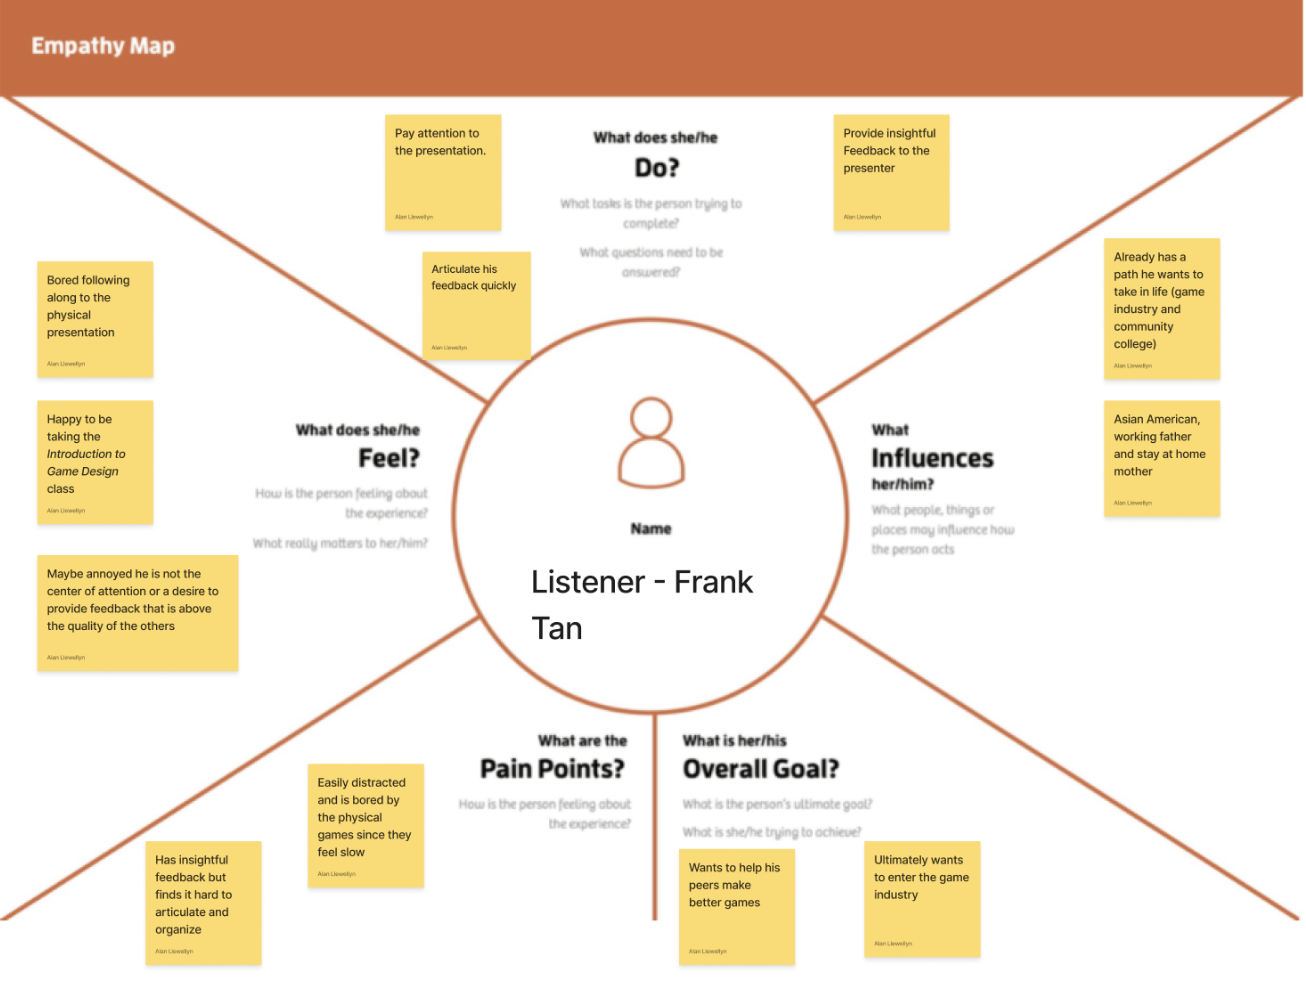 Empathy Map
Pay attention to
the presentation.
Alan Llewellyn
What does she/he
Do?
What tasks is the person trying to
complete?
What questions need to be
answered?
Provide insightful
Feedback to the
presenter
Alan Llewellyn
Articulate his
feedback quickly
Alan Llewellyn
Bored following
along to the
physical
presentation
Alan Llewellyn
Happy to be
taking the
Introduction to
Game Design
class
Alan Llewellyn
Maybe annoyed he is not the
center of attention or a desire to
provide feedback that is above
the quality of the others
Alan Llewellyn
What does she/he
Feel?
How is the person feeling about
the experience?
What really matters to her/him?
Name
Listener - Frank
Tan
What
Influences
her/him?
What people, things or
places may influence how
the person acts
Already has a
path he wants to
take in life (game
industry and
community
college)
Alan Llewellyn
Asian American,
working father
and stay at home
mother
Alan Llewellyn
What are the
Pain Points?
How is the person feeling about
the experience?
Easily distracted
and is bored by
the physical
games since they
feel slow
Alan Llewellyn
Has insightful
feedback but
finds it hard to
articulate and
organize
Alan Llewellyn
What is her/his
Overall Goal?
What is the person's ultimate goal?
What is she/he trying to achieve?
Wants to help his
peers make
better games
Alan Llewellyn
Ultimately wants
to enter the game
industry
Alan Llewellyn